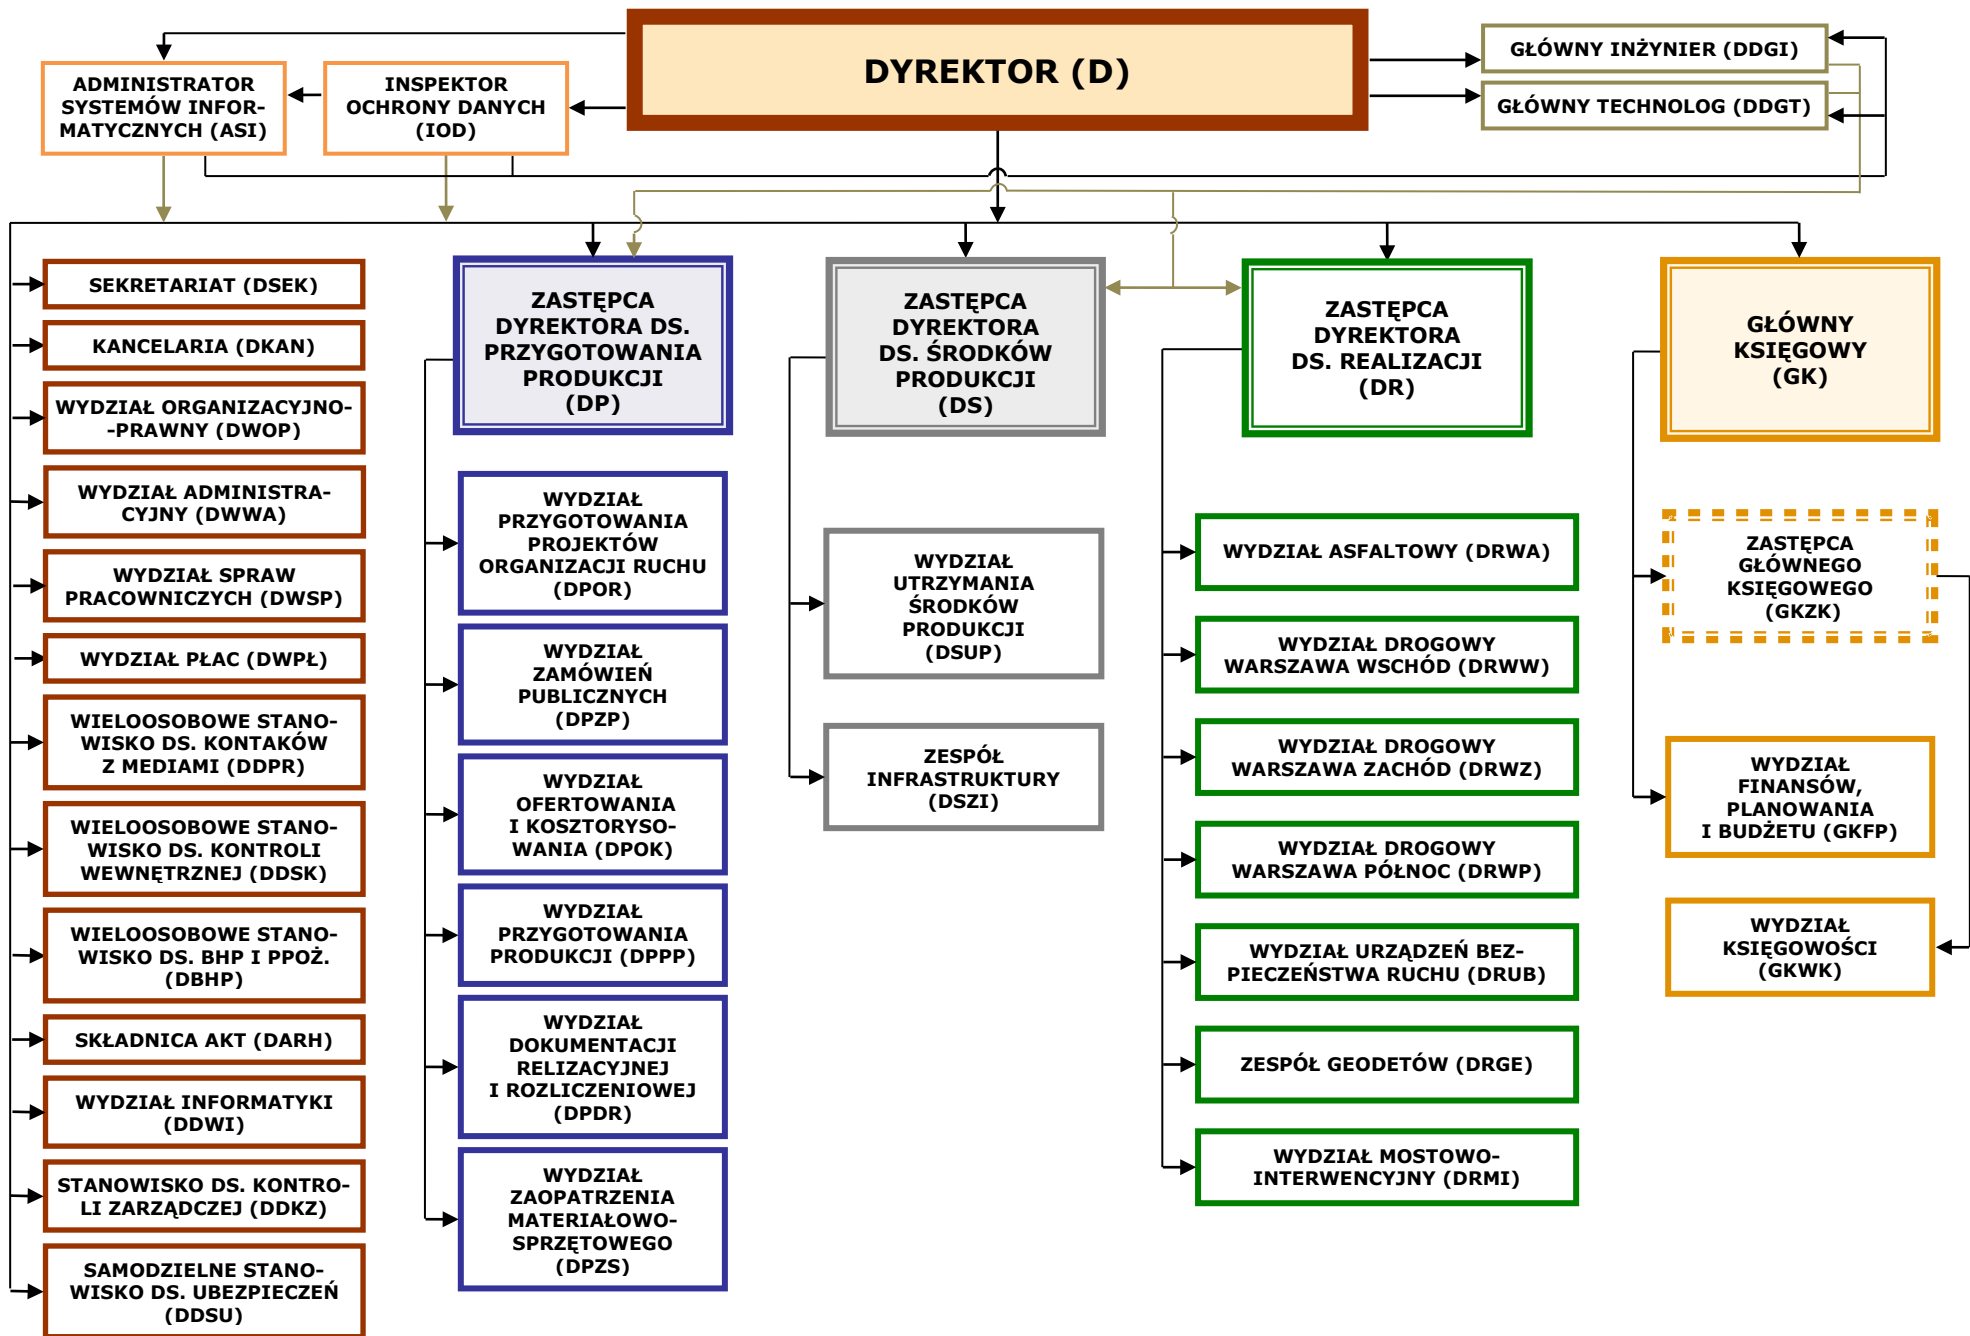 DYREKTOR (D)
GŁÓWNY INŻYNIER (DDGI)
GŁÓWNY TECHNOLOG (DDGT)
ADMINISTRATOR
SYSTEMÓW INFOR-
MATYCZNYCH (ASI)
INSPEKTOR
OCHRONY DANYCH
(IOD)
SEKRETARIAT (DSEK)
KANCELARIA (DKAN)
WYDZIAŁ ORGANIZACYJNO-
-PRAWNY (DWOP)
WYDZIAŁ ADMINISTRA-
CYJNY (DWWA)
WYDZIAŁ SPRAW
PRACOWNICZYCH (DWSP)
WYDZIAŁ PŁAC (DWPŁ)
WIELOOSOBOWE STANO-
WISKO DS. KONTAKÓW
Z MEDIAMI (DDPR)
WIELOOSOBOWE STANO-
WISKO DS. KONTROLI
WEWNĘTRZNEJ (DDSK)
WIELOOSOBOWE STANO-
WISKO DS. BHP I PPOŻ.
(DBHP)
SKŁADNICA AKT (DARH)
WYDZIAŁ INFORMATYKI
(DDWI)
STANOWISKO DS. KONTRO-
LI ZARZĄDCZEJ (DDKZ)
SAMODZIELNE STANO-
WISKO DS. UBEZPIECZEŃ
(DDSU)
ZASTĘPCA
DYREKTORA DS.
PRZYGOTOWANIA
PRODUKCJI
(DP)
WYDZIAŁ
PRZYGOTOWANIA
PROJEKTÓW
ORGANIZACJI RUCHU
(DPOR)
WYDZIAŁ
ZAMÓWIEŃ
PUBLICZNYCH
(DPZP)
WYDZIAŁ
OFERTOWANIA
I KOSZTORYSO-
WANIA (DPOK)
WYDZIAŁ
PRZYGOTOWANIA
PRODUKCJI (DPPP)
WYDZIAŁ
DOKUMENTACJI
RELIZACYJNEJ
I ROZLICZENIOWEJ
(DPDR)
WYDZIAŁ
ZAOPATRZENIA
MATERIAŁOWO-
SPRZĘTOWEGO
(DPZS)
ZASTĘPCA
DYREKTORA
DS. ŚRODKÓW
PRODUKCJI
(DS)
WYDZIAŁ
UTRZYMANIA
ŚRODKÓW
PRODUKCJI
(DSUP)
ZESPÓŁ
INFRASTRUKTURY
(DSZI)
ZASTĘPCA
DYREKTORA
DS. REALIZACJI
(DR)
WYDZIAŁ ASFALTOWY (DRWA)
WYDZIAŁ DROGOWY
WARSZAWA WSCHÓD (DRWW)
WYDZIAŁ DROGOWY
WARSZAWA ZACHÓD (DRWZ)
WYDZIAŁ DROGOWY
WARSZAWA PÓŁNOC (DRWP)
WYDZIAŁ URZĄDZEŃ BEZ-
PIECZEŃSTWA RUCHU (DRUB)
ZESPÓŁ GEODETÓW (DRGE)
WYDZIAŁ MOSTOWO-
INTERWENCYJNY (DRMI)
GŁÓWNY
KSIĘGOWY
(GK)
ZASTĘPCA
GŁÓWNEGO
KSIĘGOWEGO
(GKZK)
WYDZIAŁ
FINANSÓW,
PLANOWANIA
I BUDŻETU (GKFP)
WYDZIAŁ
KSIĘGOWOŚCI
(GKWK)